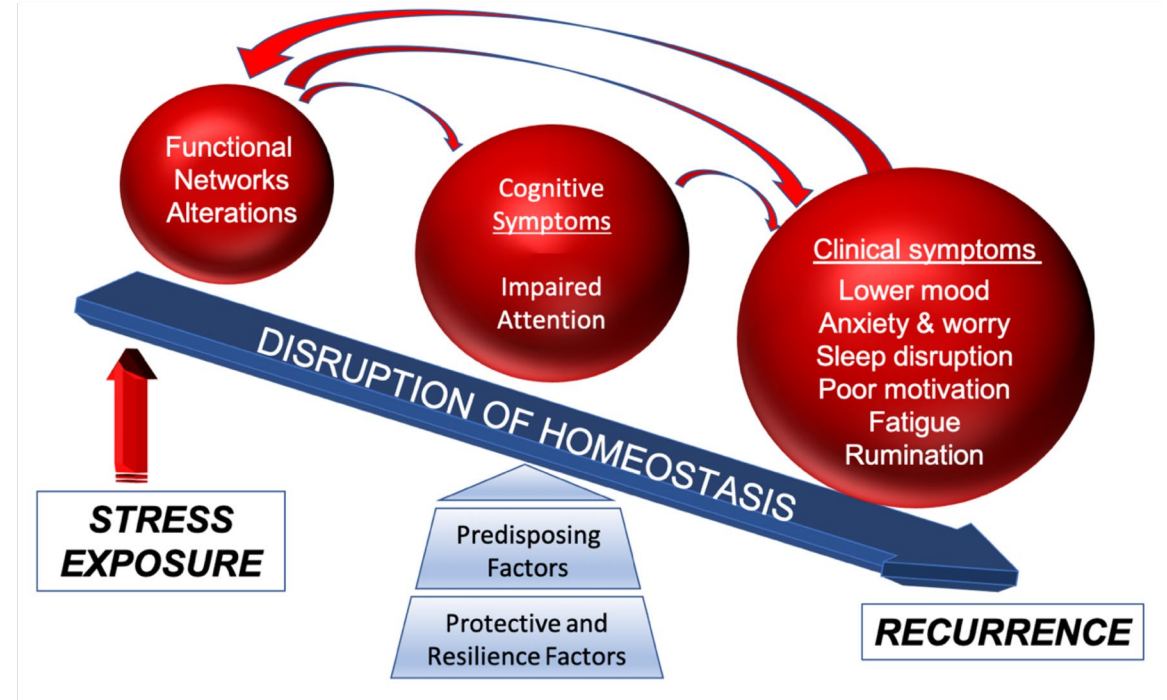 Functional
Networks
Alterations
Cognitive
Symptoms
Impaired
Attention
Clinical symptoms
Lower mood
Anxiety & worry
Sleep disruption
Poor motivation
Fatigue
Rumination
DISRUPTION OF HOMEOSTASIS
STRESS
EXPOSURE
Predisposing
Factors
Protective and
Resilience Factors
RECURRENCE